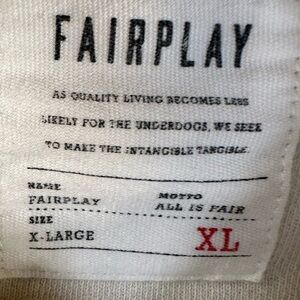 FAIRPLAY
AS QUALITY LIVING BECOMES LESS
LIKELY FOR THE UNDERDOGS, WE SEEK
TO MAKE THE INTANGIBLE TANGIBLE.
NAME MOTTO
FAIRPLAY ALL IS FAIR
SIZE
X-LARGE XL